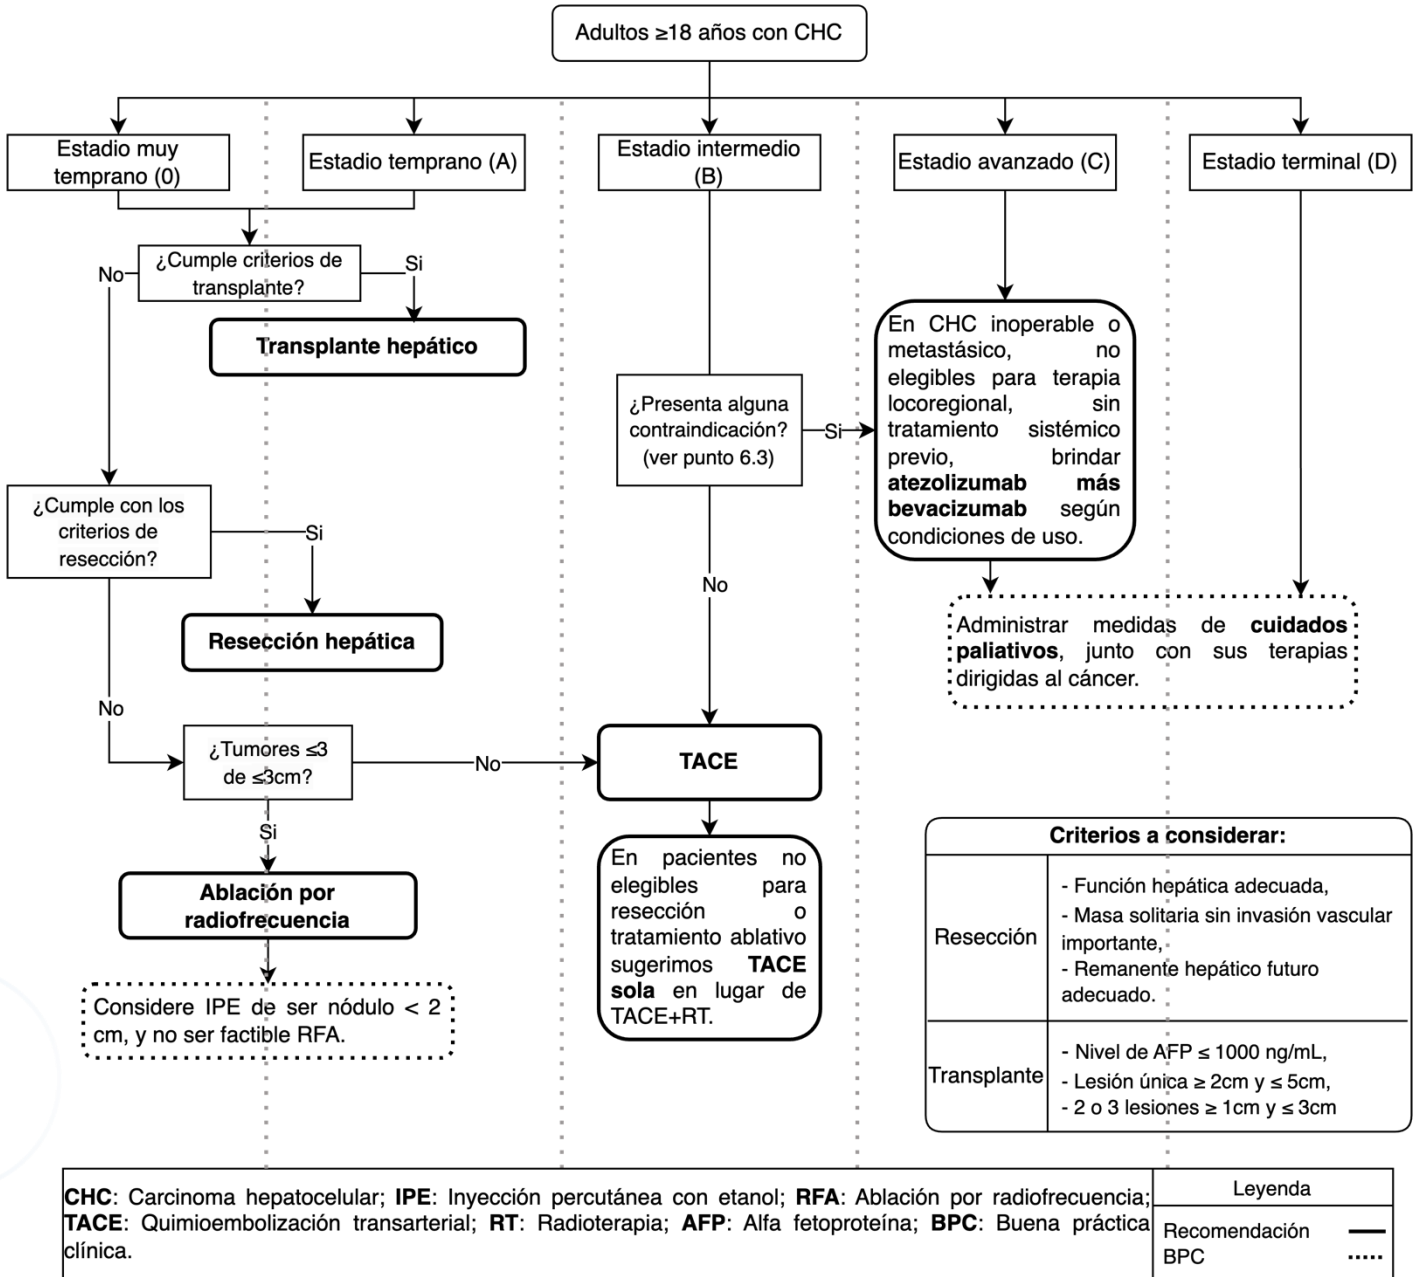 Adultos ≥18 años con CHC
Estadio muy
temprano (0)
Estadio temprano (A)
Estadio intermedio
(B)
Estadio avanzado (C)
Estadio terminal (D)
¿Cumple criterios de
transplante?
No
Si
Transplante hepático
¿Cumple con los
criterios de
resección?
Si
Resección hepática
No
¿Tumores ≤3
de ≤3cm?
No
Si
Ablación por
radiofrecuencia
Considere IPE de ser nódulo < 2
cm, y no ser factible RFA.
¿Presenta alguna
contraindicación?
(ver punto 6.3)
Si
No
TACE
En pacientes no
elegibles para
resección o
tratamiento ablativo
sugerimos TACE
sola en lugar de
TACE+RT.
En CHC inoperable o
metastásico, no
elegibles para terapia
locoregional, sin
tratamiento sistémico
previo, brindar
atezolizumab más
bevacizumab según
condiciones de uso.
Administrar medidas de cuidados
paliativos, junto con sus terapias
dirigidas al cáncer.
Criterios a considerar:
Resección
- Función hepática adecuada,
- Masa solitaria sin invasión vascular
importante,
- Remanente hepático futuro
adecuado.
Transplante
- Nivel de AFP ≤ 1000 ng/mL,
- Lesión única ≥ 2cm y ≤ 5cm,
- 2 o 3 lesiones ≥ 1cm y ≤ 3cm
CHC: Carcinoma hepatocelular; IPE: Inyección percutánea con etanol; RFA: Ablación por radiofrecuencia;
TACE: Quimioembolización transarterial; RT: Radioterapia; AFP: Alfa fetoproteína; BPC: Buena práctica
clínica.
Leyenda
Recomendación
BPC